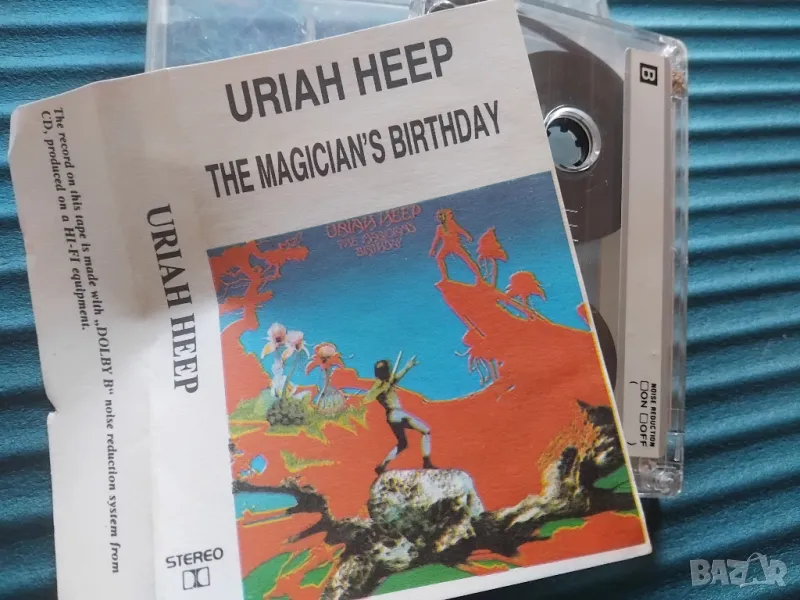 URIAH HEEP
THE MAGICIAN'S BIRTHDAY
URIAH HEEP
THE MAGICIAN'S
BIRTHDAY
URIAH HEEP
STEREO
The record on this tape is made with „DOLBY B“ noise reduction system from
CD, produced on a HI-FI equipment.
B
NOISE REDUCTION
ON OFF
BAZAR